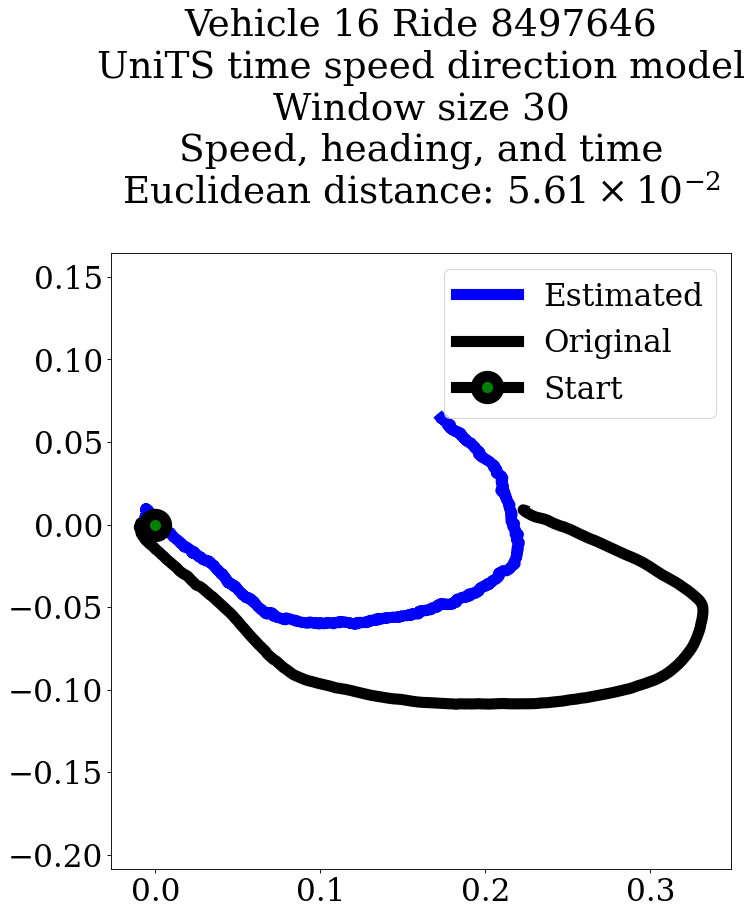 Vehicle 16 Ride 8497646
UniTS time speed direction model
Window size 30
Speed, heading, and time
Euclidean distance: 5.61 × 10⁻²
Estimated
Original
Start
0.15
0.10
0.05
0.00
−0.05
−0.10
−0.15
−0.20
0.0 0.1 0.2 0.3